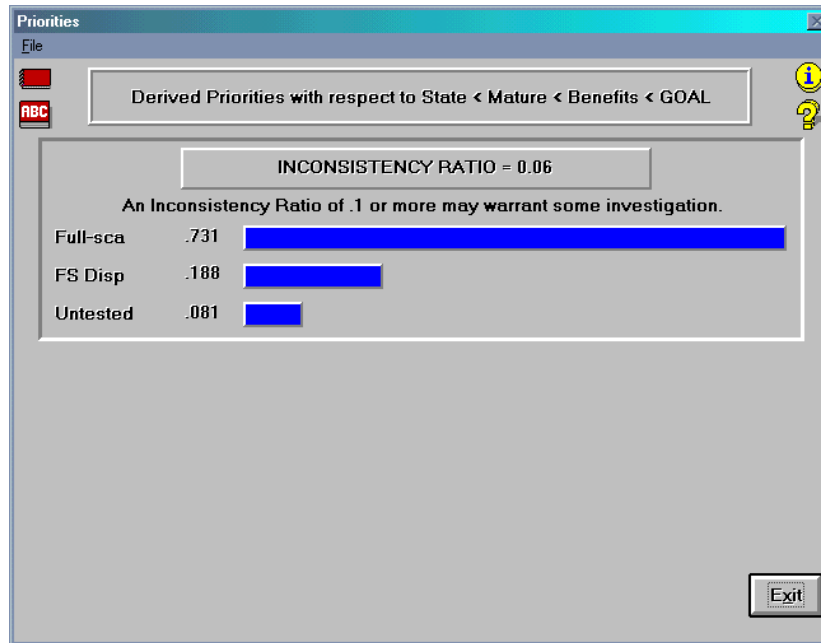 Priorities
File
ABC
Derived Priorities with respect to State < Mature < Benefits < GOAL
i
?
INCONSISTENCY RATIO = 0.06
An Inconsistency Ratio of .1 or more may warrant some investigation.
Full-sca .731
FS Disp .188
Untested .081
Exit